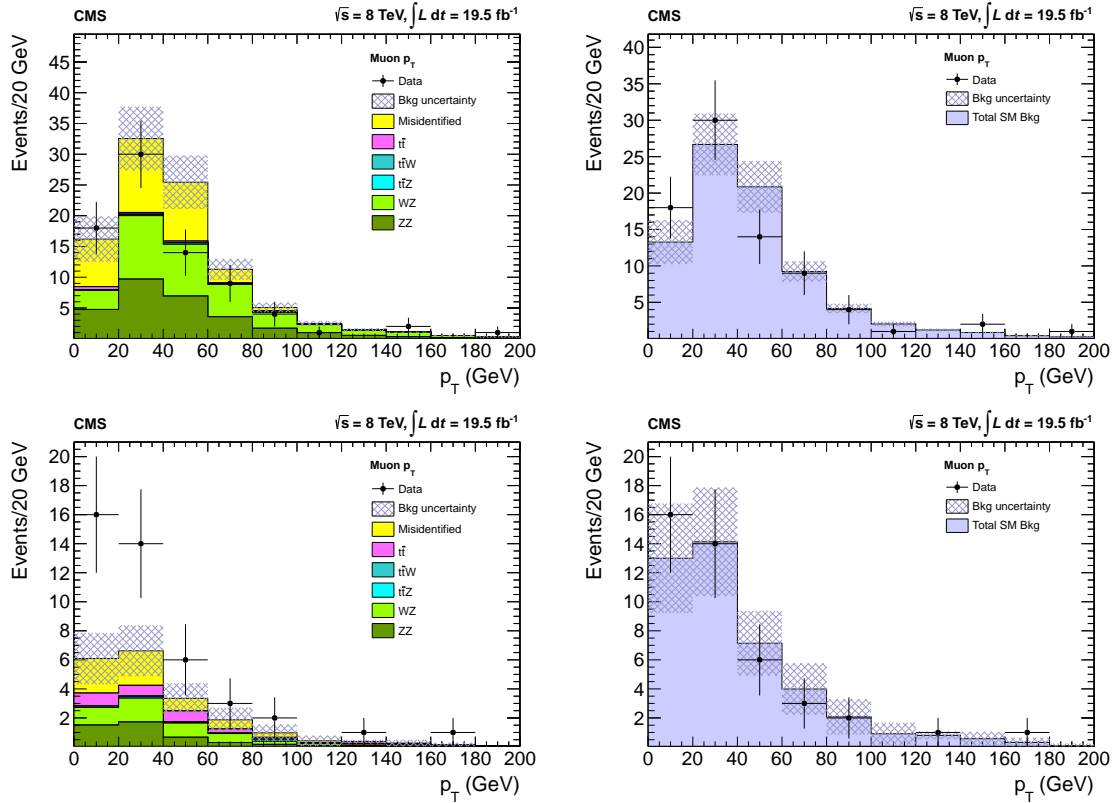 CMS
√s = 8 TeV, ∫L dt = 19.5 fb⁻¹
Events/20 GeV
45
40
35
30
25
20
15
10
5
Muon p_T
Data
Bkg uncertainty
Misidentified
tt̄
tt̄W
tt̄Z
WZ
ZZ
0 20 40 60 80 100 120 140 160 180 200
p_T (GeV)
CMS
√s = 8 TeV, ∫L dt = 19.5 fb⁻¹
Events/20 GeV
40
35
30
25
20
15
10
5
Muon p_T
Data
Bkg uncertainty
Total SM Bkg
0 20 40 60 80 100 120 140 160 180 200
p_T (GeV)
CMS
√s = 8 TeV, ∫L dt = 19.5 fb⁻¹
Events/20 GeV
20
18
16
14
12
10
8
6
4
2
Muon p_T
Data
Bkg uncertainty
Misidentified
tt̄
tt̄W
tt̄Z
WZ
ZZ
0 20 40 60 80 100 120 140 160 180 200
p_T (GeV)
CMS
√s = 8 TeV, ∫L dt = 19.5 fb⁻¹
Events/20 GeV
20
18
16
14
12
10
8
6
4
2
Muon p_T
Data
Bkg uncertainty
Total SM Bkg
0 20 40 60 80 100 120 140 160 180 200
p_T (GeV)